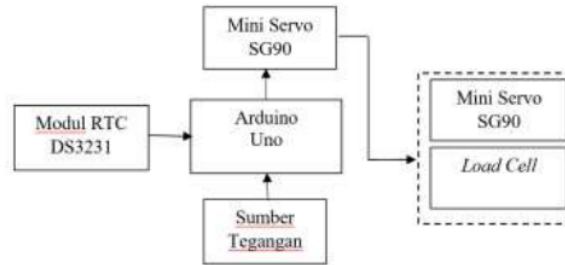 Mini Servo
SG90
Modul RTC
DS3231
Arduino
Uno
Sumber
Tegangan
Mini Servo
SG90
Load Cell